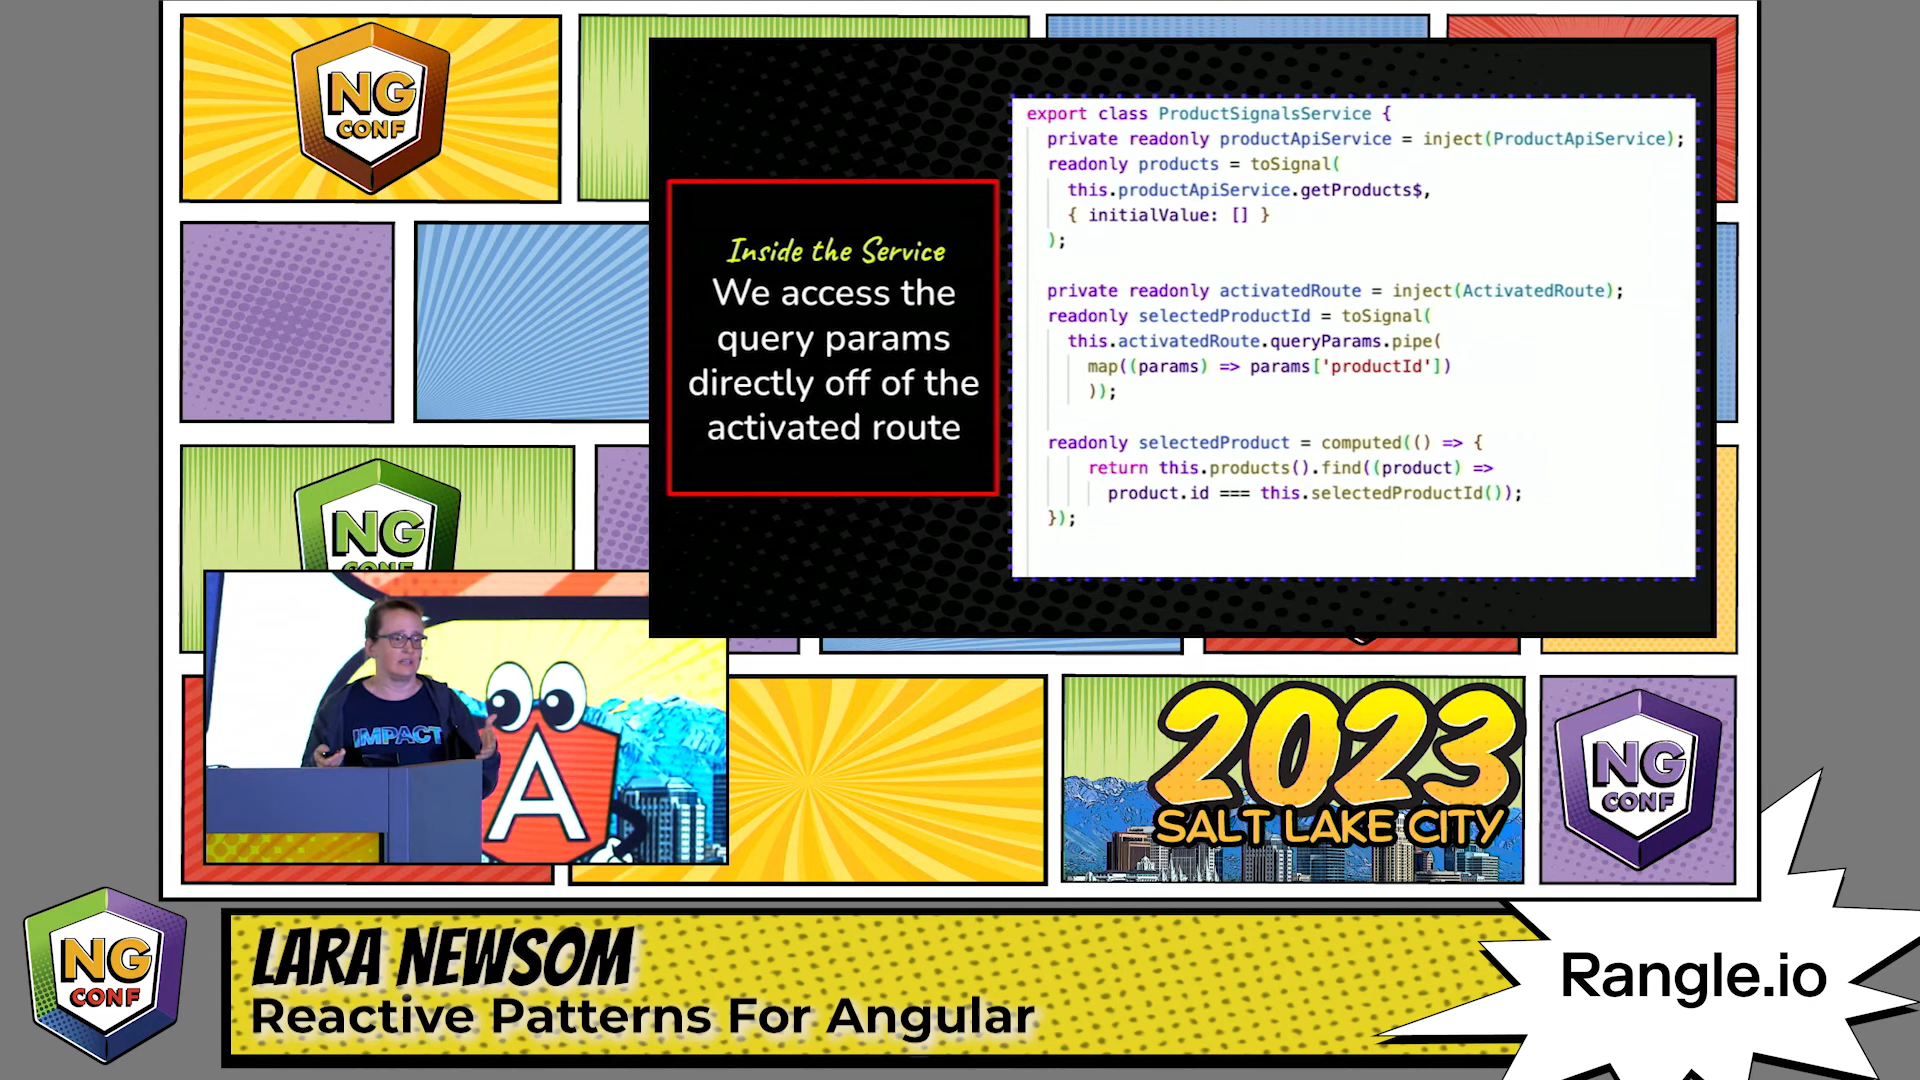 NG
CONF
Inside the Service
We access the
query params
directly off of the
activated route
export class ProductSignalsService {
private readonly productApiService = inject(ProductApiService);
readonly products = toSignal(
this.productApiService.getProducts$,
{ initialValue: [] }
);
private readonly activatedRoute = inject(ActivatedRoute);
readonly selectedProductId = toSignal(
this.activatedRoute.queryParams.pipe(
map((params) => params['productId'])
));
readonly selectedProduct = computed(() => {
return this.products().find((product) =>
product.id === this.selectedProductId());
});
NG
CONF
IMPACT
A
2023
SALT LAKE CITY
NG
CONF
NG
CONF
LARA NEWSOM
Reactive Patterns For Angular
Rangle.io